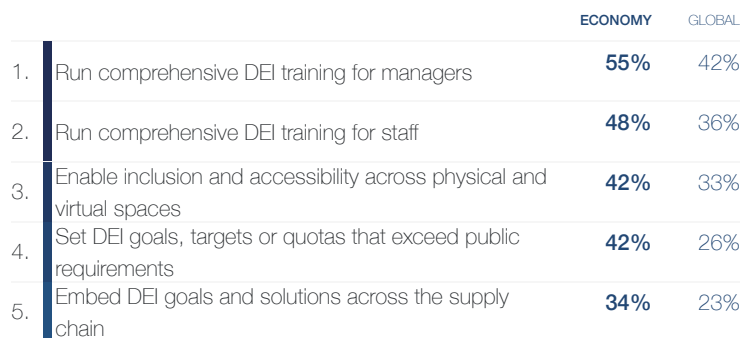 ECONOMY GLOBAL
1. Run comprehensive DEI training for managers 55% 42%
2. Run comprehensive DEI training for staff 48% 36%
3. Enable inclusion and accessibility across physical and
virtual spaces 42% 33%
4. Set DEI goals, targets or quotas that exceed public
requirements 42% 26%
5. Embed DEI goals and solutions across the supply
chain 34% 23%